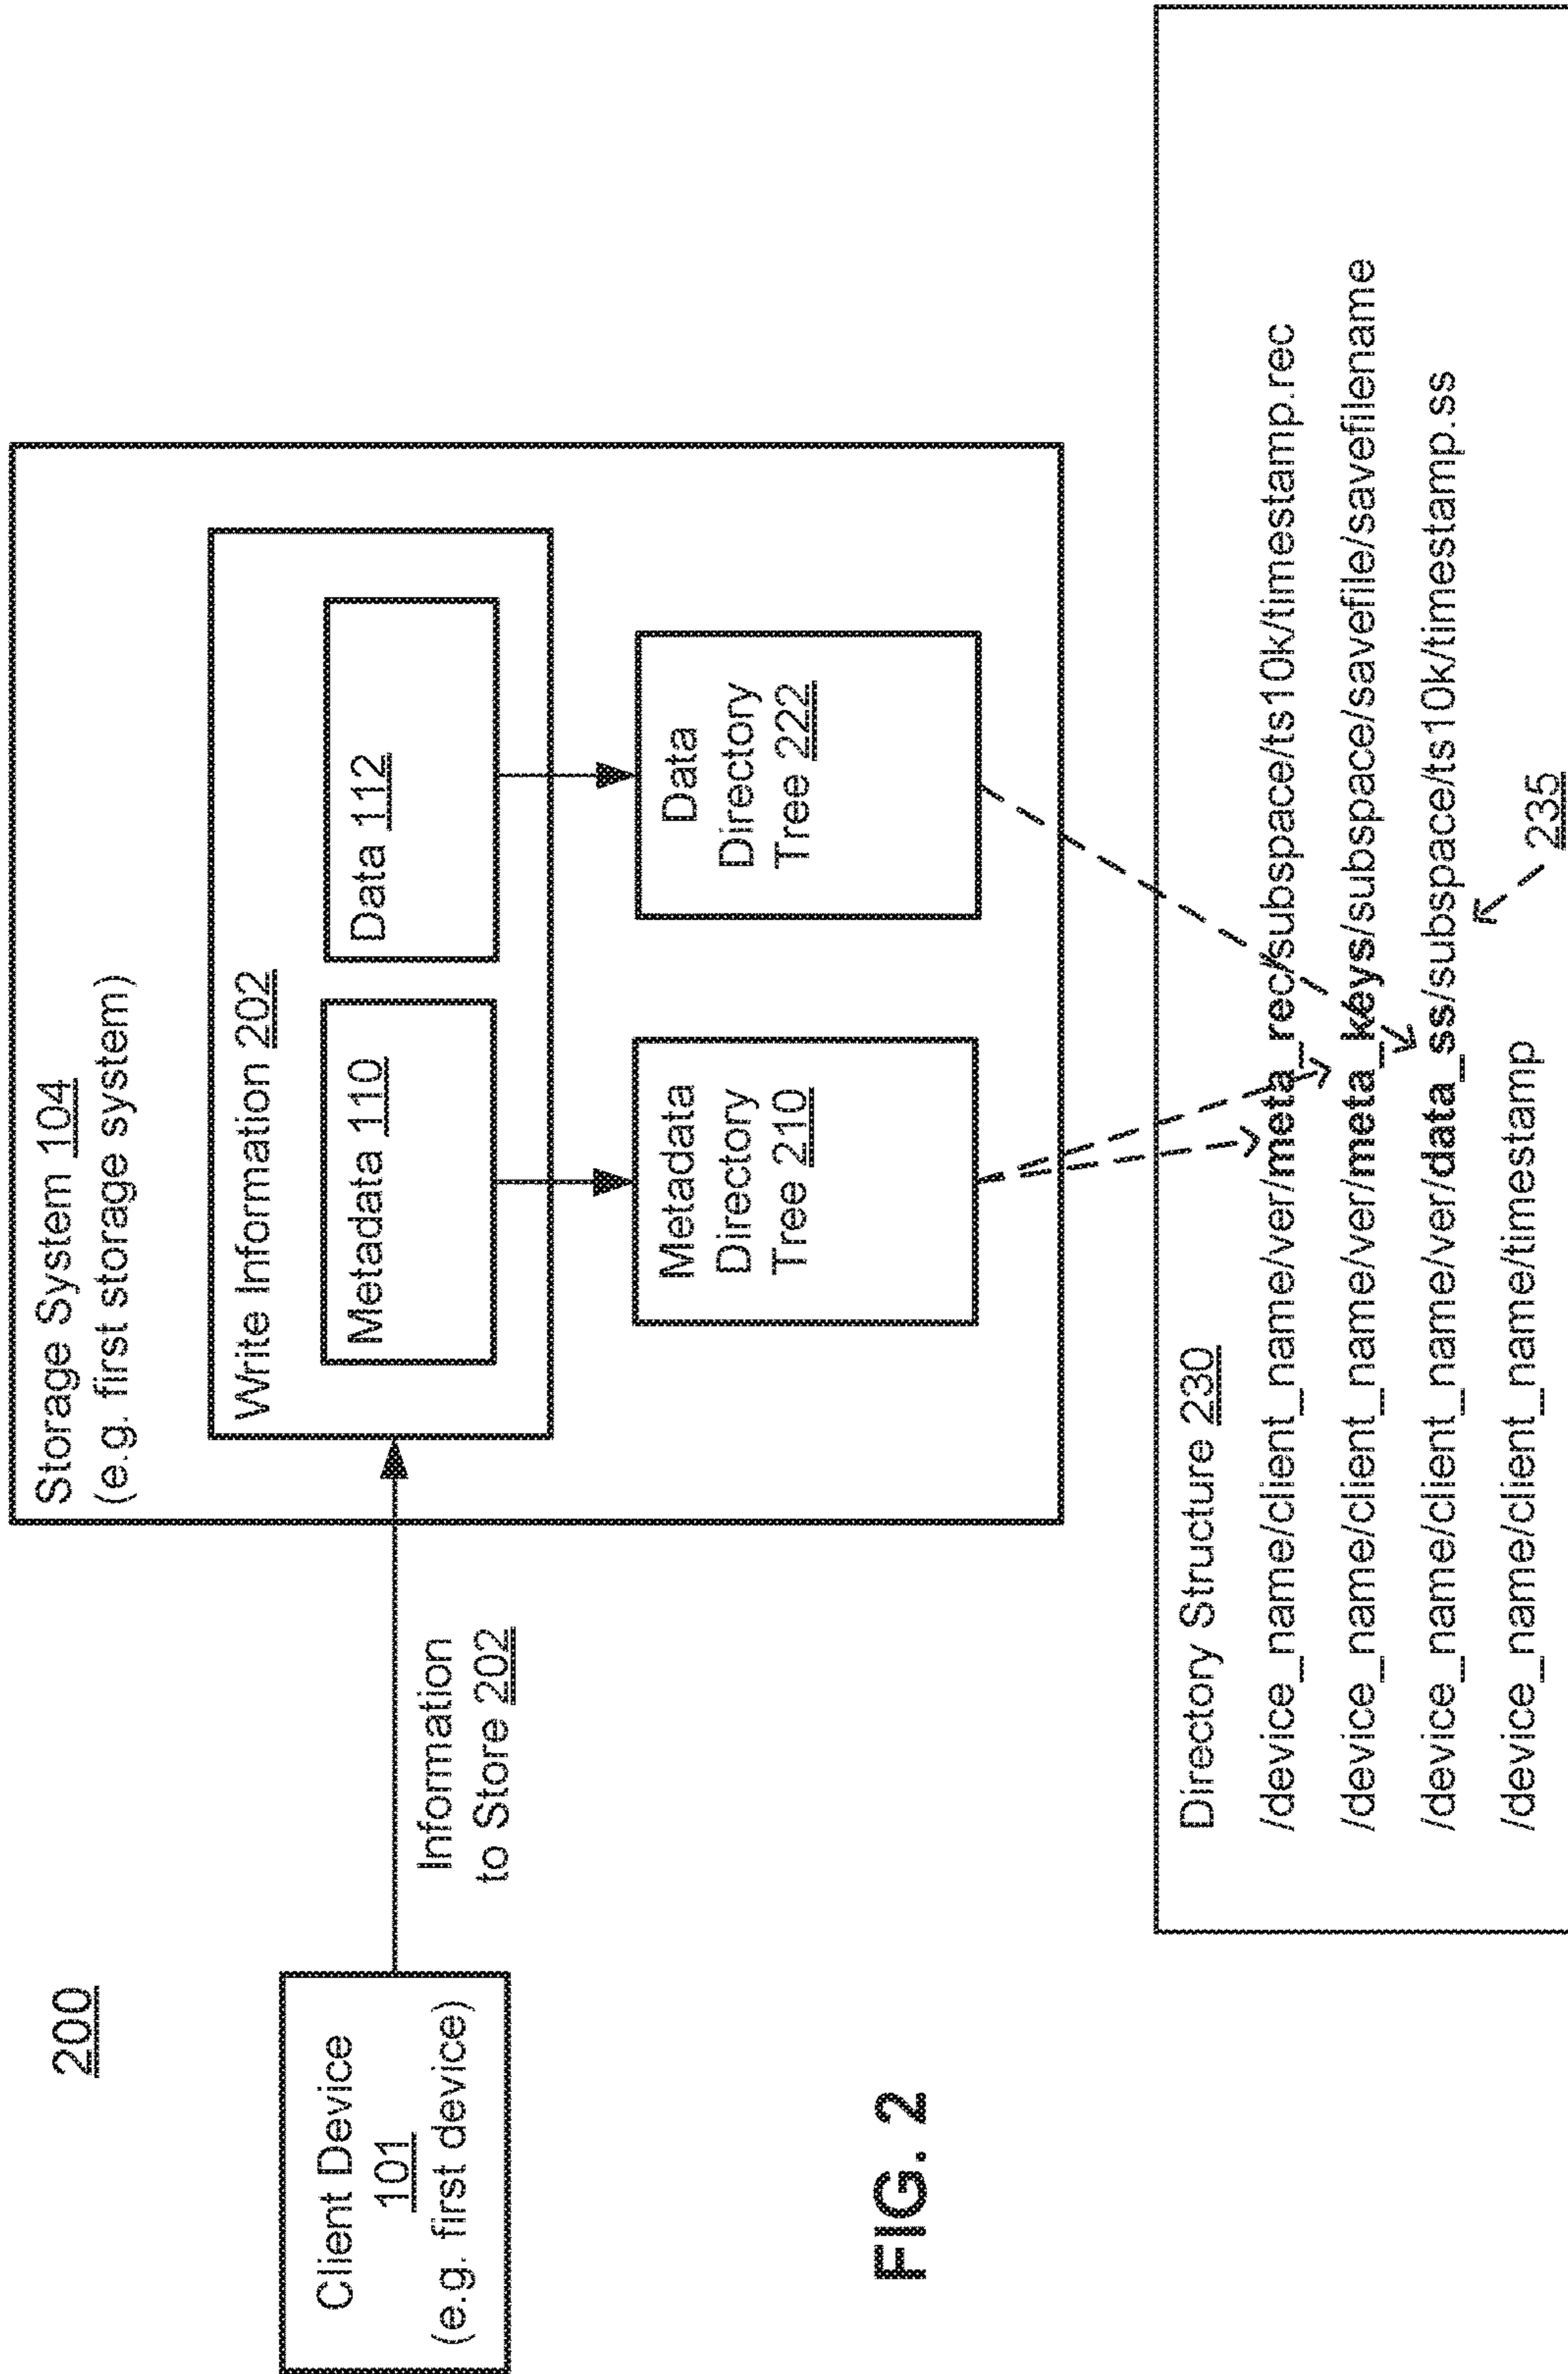 200
Client Device
101
(e.g. first device)
Information
to Store 202
Storage System 104
(e.g. first storage system)
Write Information 202
Metadata 110
Data 112
Metadata
Directory
Tree 210
Data
Directory
Tree 222
Directory Structure 230
/device_name/client_name/ver/meta_rec/subspace/ts10k/timestamp.rec
/device_name/client_name/ver/meta_keys/subspace/savefile/savefilename
/device_name/client_name/ver/data_ss/subspace/ts10k/timestamp.ss
/device_name/client_name/timestamp
235
FIG. 2